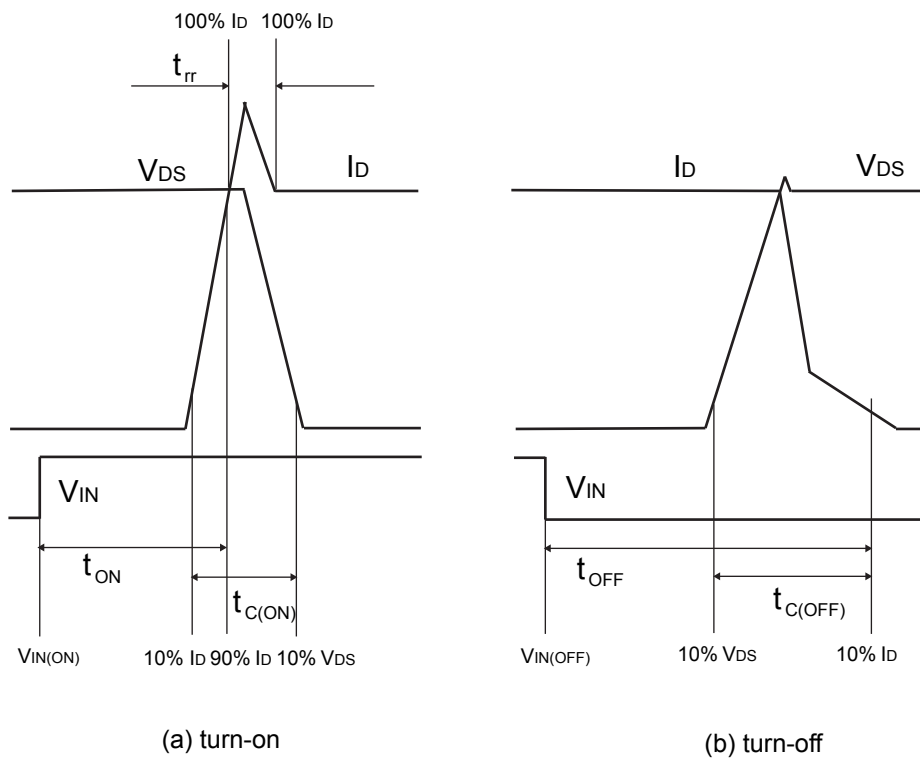 100% ID 100% ID
trr
VDS ID
VIN
tON
tC(ON)
VIN(ON) 10% ID 90% ID 10% VDS
(a) turn-on
ID VDS
VIN
tOFF
tC(OFF)
VIN(OFF) 10% VDS 10% ID
(b) turn-off